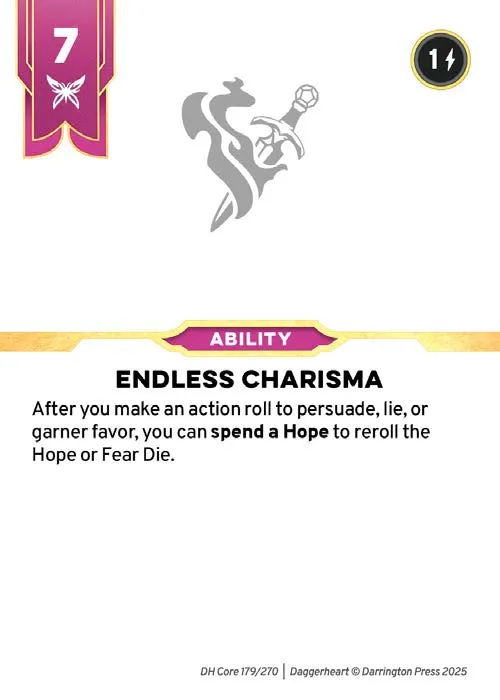 7
1
ABILITY
ENDLESS CHARISMA
After you make an action roll to persuade, lie, or
garner favor, you can spend a Hope to reroll the
Hope or Fear Die.
DH Core 179/270 | Daggerheart © Darrington Press 2025